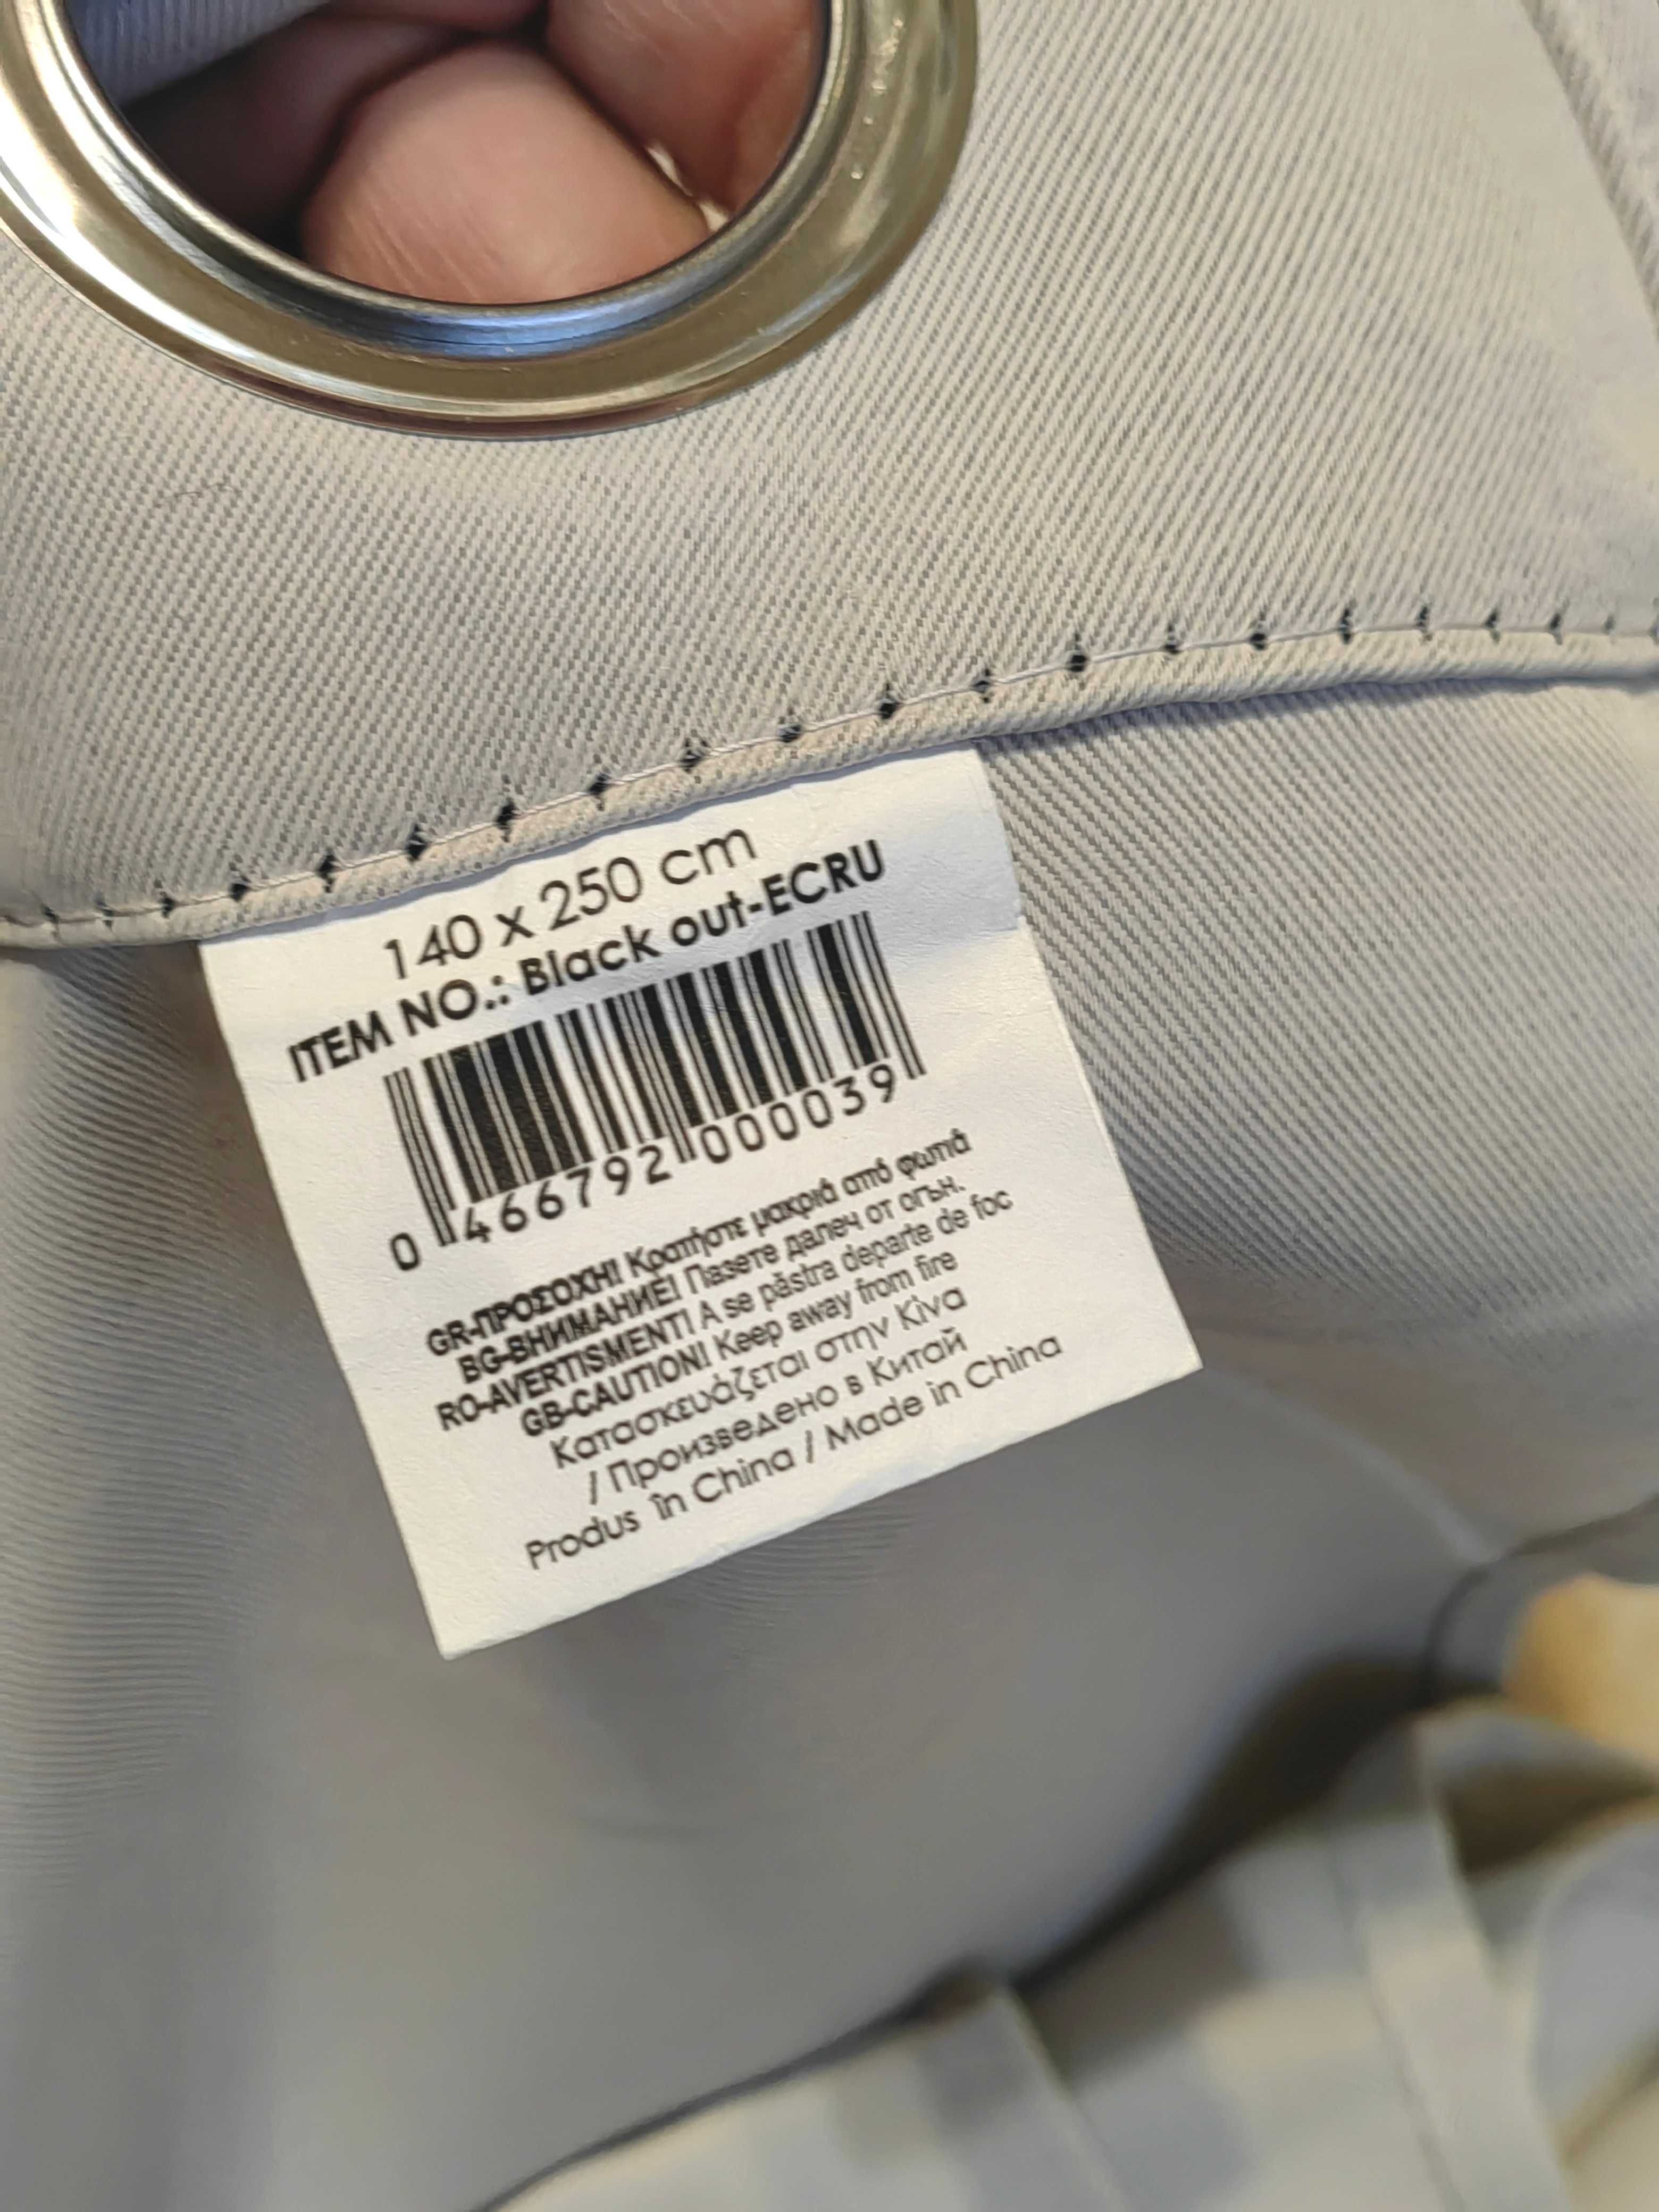 140 x 250 cm
ITEM NO.: Black out-ECRU
0 466792 000039
GR-ΠΡΟΣΟΧΗ! Κρατήστε μακριά από φωτιά
BG-ВНИМАНИЕ! Пазете далеч от огън.
RO-AVERTISMENT! A se păstra departe de foc
GB-CAUTION! Keep away from fire
Κατασκευάζεται στην Κίνα
/ Произведено в Китай
Produs în China / Made in China